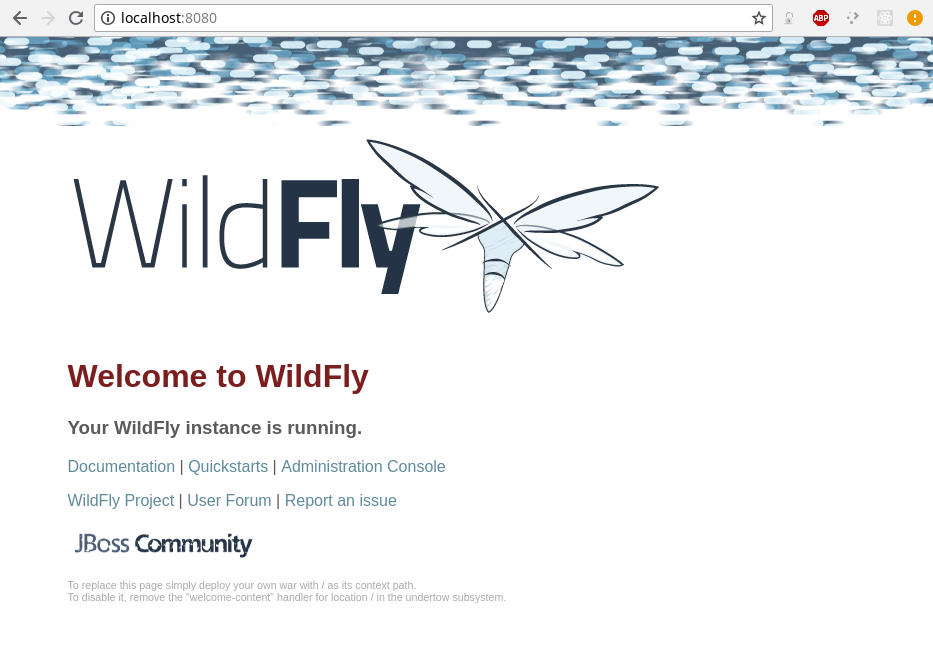 localhost:8080
ABP
WildFly
Welcome to WildFly
Your WildFly instance is running.
Documentation | Quickstarts | Administration Console
WildFly Project | User Forum | Report an issue
JBoss Community
To replace this page simply deploy your own war with / as its context path.
To disable it, remove the "welcome-content" handler for location / in the undertow subsystem.